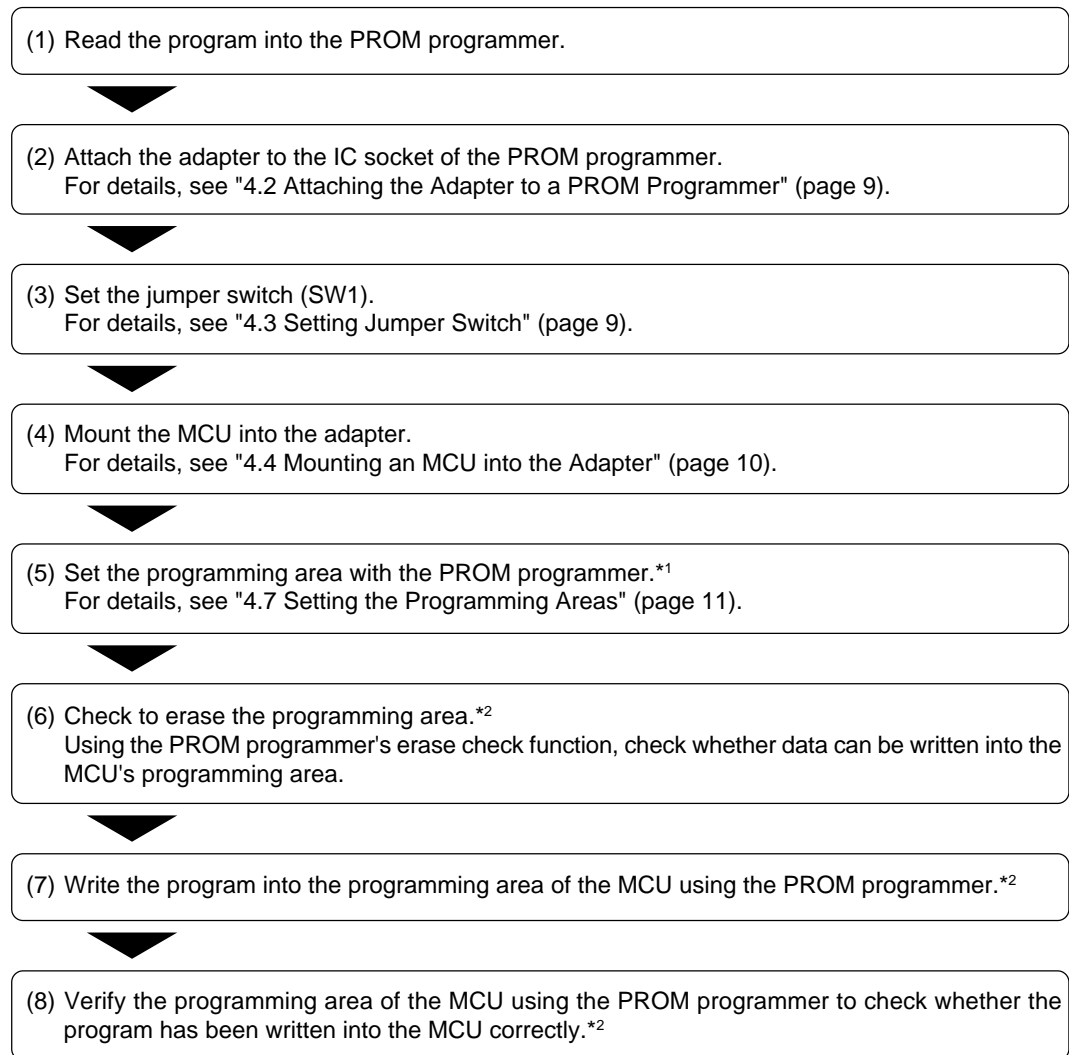 (1) Read the program into the PROM programmer.
(2) Attach the adapter to the IC socket of the PROM programmer.
For details, see "4.2 Attaching the Adapter to a PROM Programmer" (page 9).
(3) Set the jumper switch (SW1).
For details, see "4.3 Setting Jumper Switch" (page 9).
(4) Mount the MCU into the adapter.
For details, see "4.4 Mounting an MCU into the Adapter" (page 10).
(5) Set the programming area with the PROM programmer.*1
For details, see "4.7 Setting the Programming Areas" (page 11).
(6) Check to erase the programming area.*2
Using the PROM programmer's erase check function, check whether data can be written into the
MCU's programming area.
(7) Write the program into the programming area of the MCU using the PROM programmer.*2
(8) Verify the programming area of the MCU using the PROM programmer to check whether the
program has been written into the MCU correctly.*2